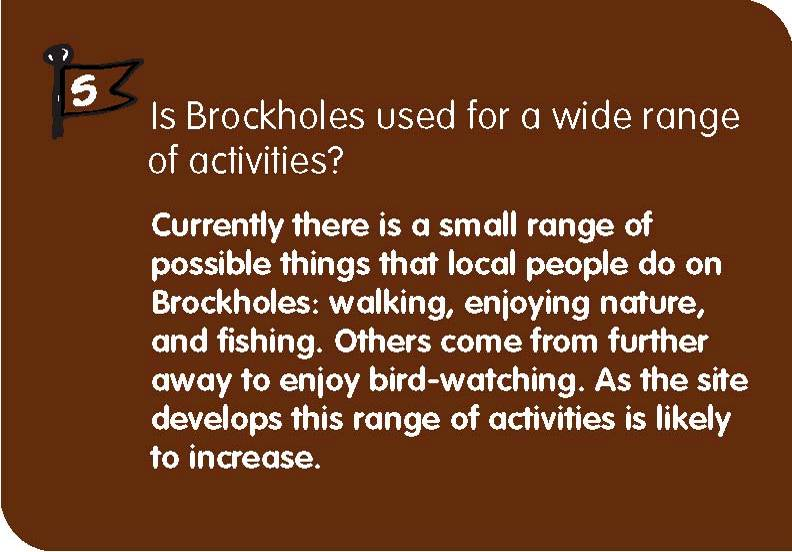 S
Is Brockholes used for a wide range
of activities?
Currently there is a small range of
possible things that local people do on
Brockholes: walking, enjoying nature,
and fishing. Others come from further
away to enjoy bird-watching. As the site
develops this range of activities is likely
to increase.